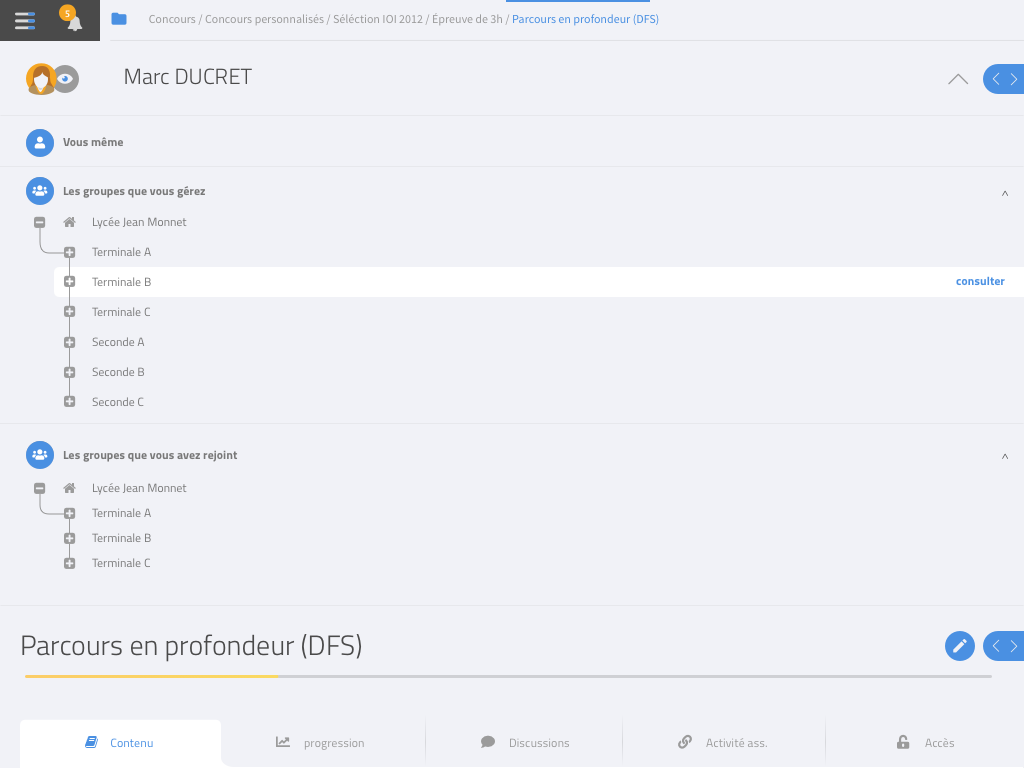 5
Concours / Concours personnalisés / Séléction IOI 2012 / Épreuve de 3h / Parcours en profondeur (DFS)
Marc DUCRET
Vous même
Les groupes que vous gérez
Lycée Jean Monnet
Terminale A
Terminale B consulter
Terminale C
Seconde A
Seconde B
Seconde C
Les groupes que vous avez rejoint
Lycée Jean Monnet
Terminale A
Terminale B
Terminale C
Parcours en profondeur (DFS)
Contenu progression Discussions Activité ass. Accès